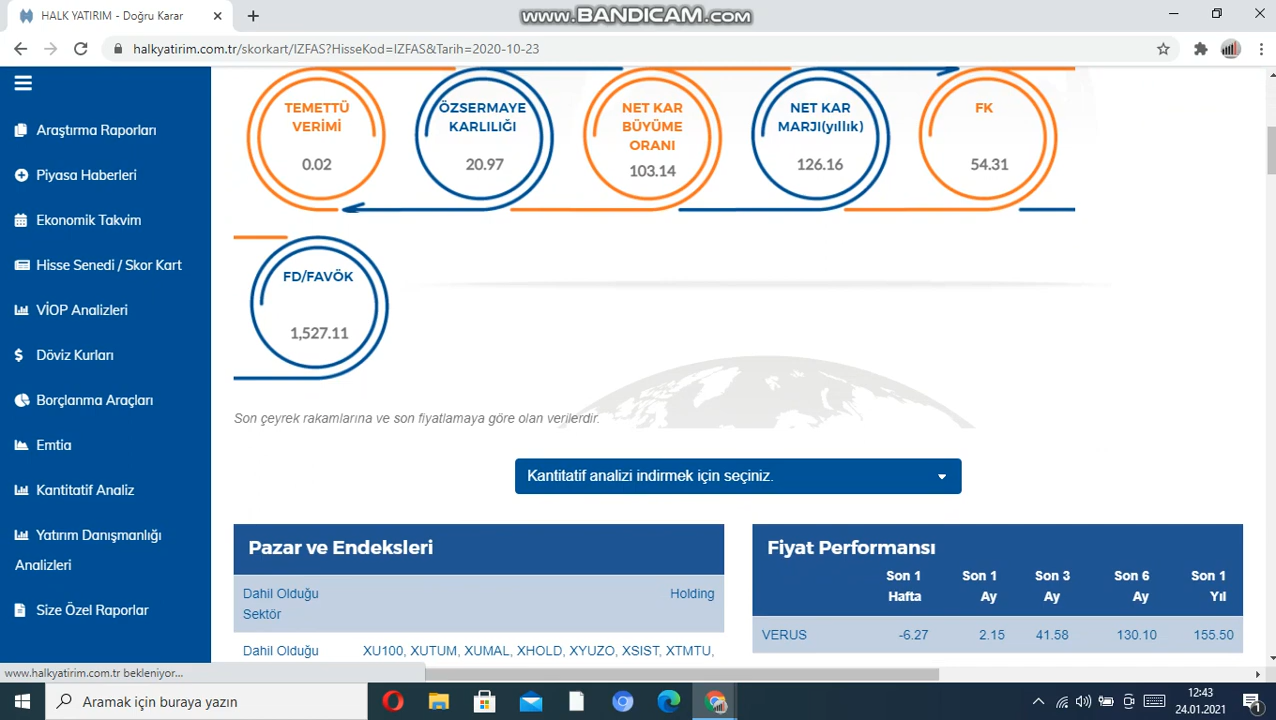 HALK YATIRIM - Doğru Karar
www.BANDICAM.com
halkyatirim.com.tr/skorkart/IZFAS?HisseKod=IZFAS&Tarih=2020-10-23
Araştırma Raporları
Piyasa Haberleri
Ekonomik Takvim
Hisse Senedi / Skor Kart
VİOP Analizleri
Döviz Kurları
Borçlanma Araçları
Emtia
Kantitatif Analiz
Yatırım Danışmanlığı
Analizleri
Size Özel Raporlar
TEMETTÜ
VERİMİ
0.02
ÖZSERMAYE
KARLILIĞI
20.97
NET KAR
BÜYÜME
ORANI
103.14
NET KAR
MARJI(yıllık)
126.16
FK
54.31
FD/FAVÖK
1,527.11
Son çeyrek rakamlarına ve son fiyatlamaya göre olan verilerdir.
Kantitatif analizi indirmek için seçiniz.
Pazar ve Endeksleri
Dahil Olduğu
Sektör
Holding
Dahil Olduğu
XU100, XUTUM, XUMAL, XHOLD, XYUZO, XSIST, XTMTU,
Fiyat Performansı
Son 1 Son 1 Son 3 Son 6 Son 1
Hafta Ay Ay Ay Yıl
VERUS -6.27 2.15 41.58 130.10 155.50
www.halkyatirim.com.tr bekleniyor...
Aramak için buraya yazın
12:43
24.01.2021
1